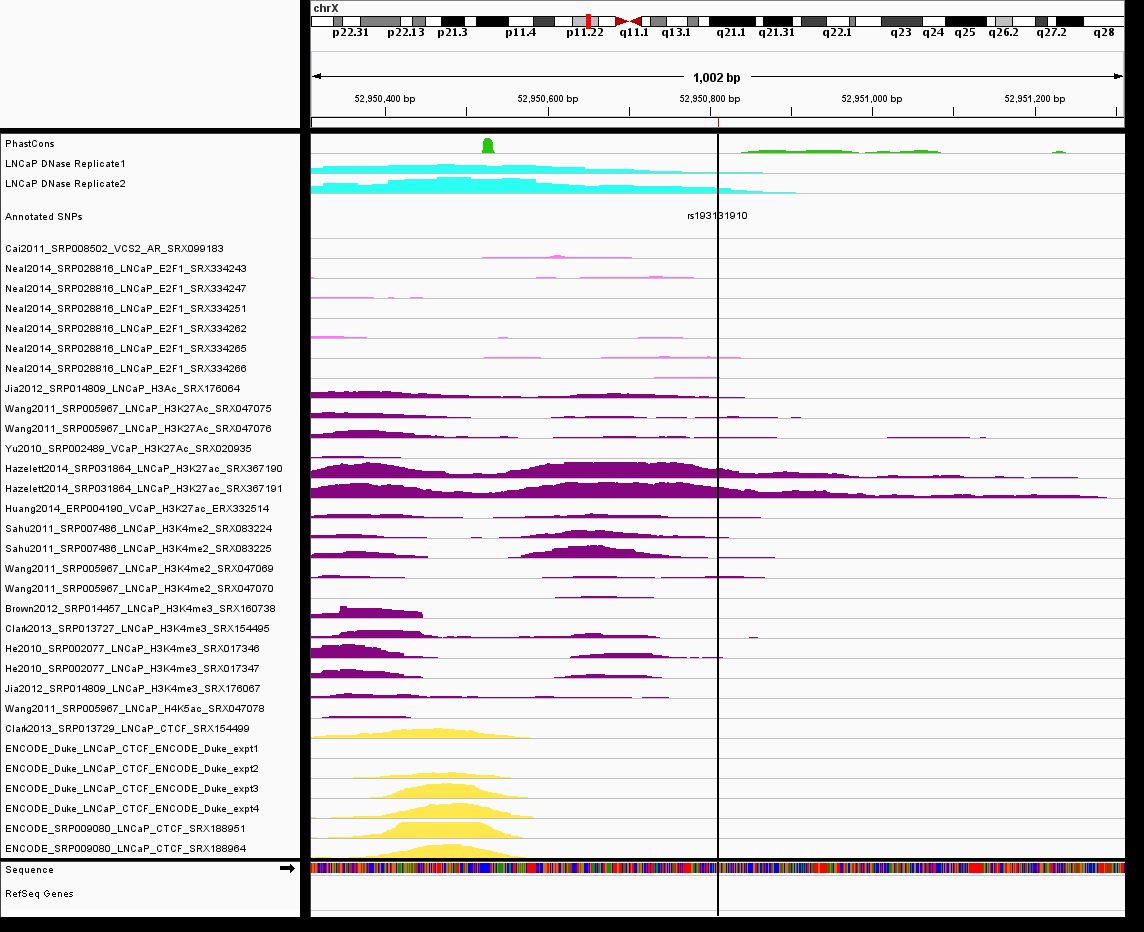 chrX
p22.31 p22.13 p21.3 p11.4 p11.22 q11.1 q13.1 q21.1 q21.31 q22.1 q23 q24 q25 q26.2 q27.2 q28
1,002 bp
52,950,400 bp 52,950,600 bp 52,950,800 bp 52,951,000 bp 52,951,200 bp
PhastCons
LNCaP DNase Replicate1
LNCaP DNase Replicate2
Annotated SNPs rs193131910
Cai2011_SRP008502_VCS2_AR_SRX099183
Neal2014_SRP028816_LNCaP_E2F1_SRX334243
Neal2014_SRP028816_LNCaP_E2F1_SRX334247
Neal2014_SRP028816_LNCaP_E2F1_SRX334251
Neal2014_SRP028816_LNCaP_E2F1_SRX334262
Neal2014_SRP028816_LNCaP_E2F1_SRX334265
Neal2014_SRP028816_LNCaP_E2F1_SRX334266
Jia2012_SRP014809_LNCaP_H3Ac_SRX176064
Wang2011_SRP005967_LNCaP_H3K27Ac_SRX047075
Wang2011_SRP005967_LNCaP_H3K27Ac_SRX047076
Yu2010_SRP002489_VCaP_H3K27Ac_SRX020935
Hazelett2014_SRP031864_LNCaP_H3K27ac_SRX367190
Hazelett2014_SRP031864_LNCaP_H3K27ac_SRX367191
Huang2014_ERP004190_VCaP_H3K27ac_ERX332514
Sahu2011_SRP007486_LNCaP_H3K4me2_SRX083224
Sahu2011_SRP007486_LNCaP_H3K4me2_SRX083225
Wang2011_SRP005967_LNCaP_H3K4me2_SRX047069
Wang2011_SRP005967_LNCaP_H3K4me2_SRX047070
Brown2012_SRP014457_LNCaP_H3K4me3_SRX160738
Clark2013_SRP013727_LNCaP_H3K4me3_SRX154495
He2010_SRP002077_LNCaP_H3K4me3_SRX017346
He2010_SRP002077_LNCaP_H3K4me3_SRX017347
Jia2012_SRP014809_LNCaP_H3K4me3_SRX176067
Wang2011_SRP005967_LNCaP_H4K5ac_SRX047078
Clark2013_SRP013729_LNCaP_CTCF_SRX154499
ENCODE_Duke_LNCaP_CTCF_ENCODE_Duke_expt1
ENCODE_Duke_LNCaP_CTCF_ENCODE_Duke_expt2
ENCODE_Duke_LNCaP_CTCF_ENCODE_Duke_expt3
ENCODE_Duke_LNCaP_CTCF_ENCODE_Duke_expt4
ENCODE_SRP009080_LNCaP_CTCF_SRX188951
ENCODE_SRP009080_LNCaP_CTCF_SRX188964
Sequence
RefSeq Genes